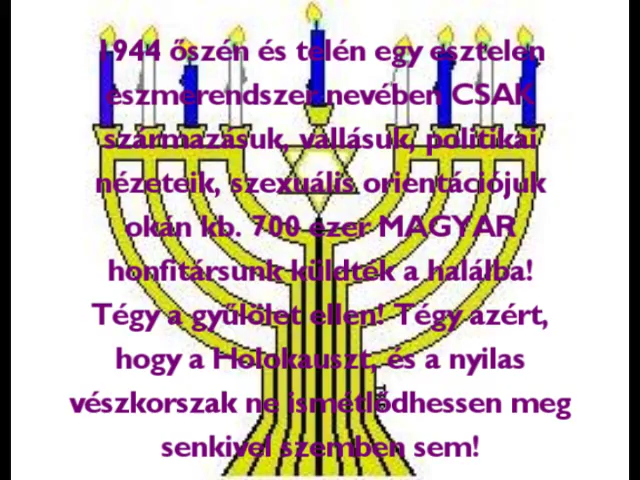 1944 őszén és telén egy esztelen
eszmerendszer nevében CSAK
származásuk, vallásuk, politikai
nézeteik, szexuális orientációjuk
okán kb. 700 ezer MAGYAR
honfitársunk küldték a halálba!
Tégy a gyűlölet ellen! Tégy azért,
hogy a Holokauszt, és a nyilas
vészkorszak ne ismétlődhessen meg
senkivel szemben sem!